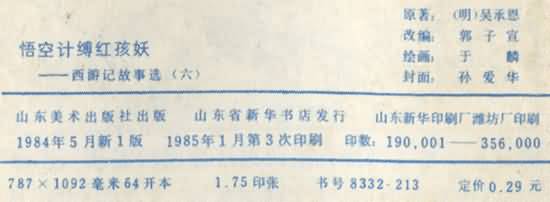 原著：(明)吴承恩
改编：郭子宣
绘画：于麟
封面：孙爱华
悟空计缚红孩妖
——西游记故事选（六）
山东美术出版社出版 山东省新华书店发行 山东新华印刷厂潍坊厂印刷
1984年5月新1版 1985年1月第3次印刷 印数：190,001——356,000
787×1092毫米64开本 1.75印张 书号8332·213 定价0.29元